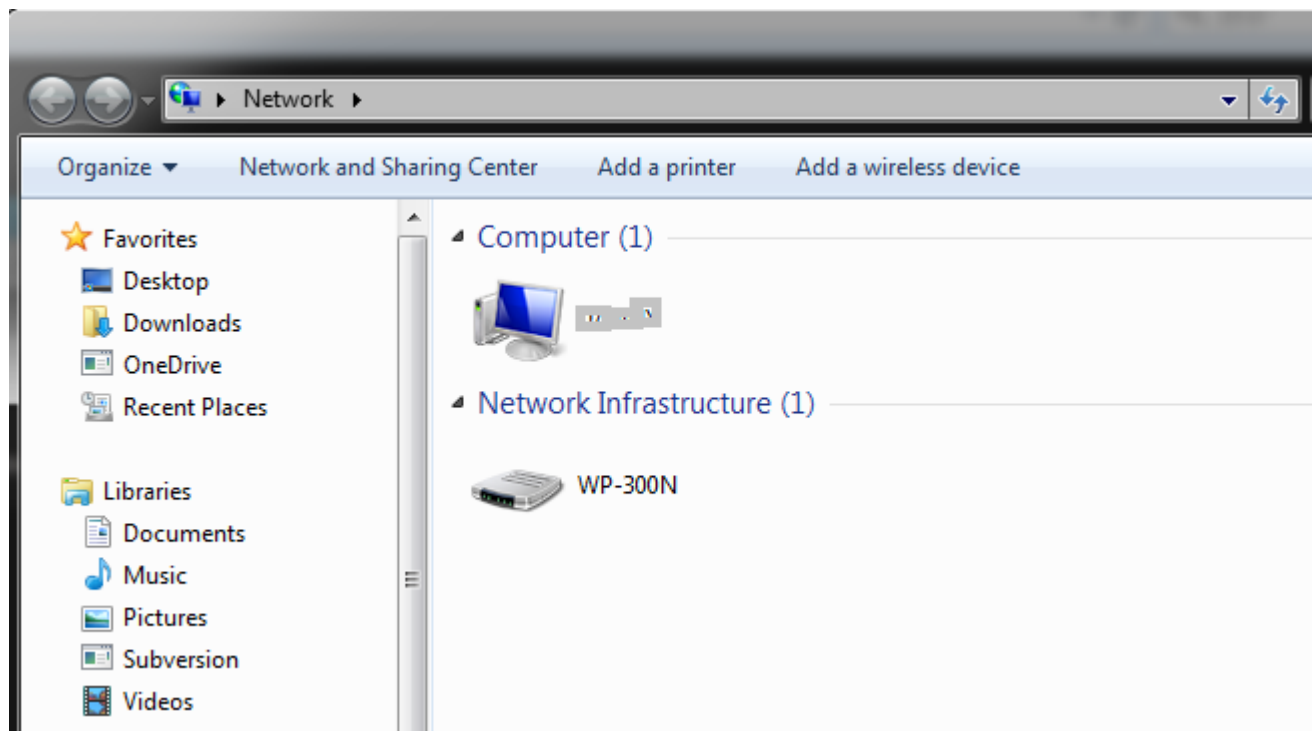 Network
Organize Network and Sharing Center Add a printer Add a wireless device
Favorites
Desktop
Downloads
OneDrive
Recent Places
Libraries
Documents
Music
Pictures
Subversion
Videos
Computer (1)
Network Infrastructure (1)
WP-300N